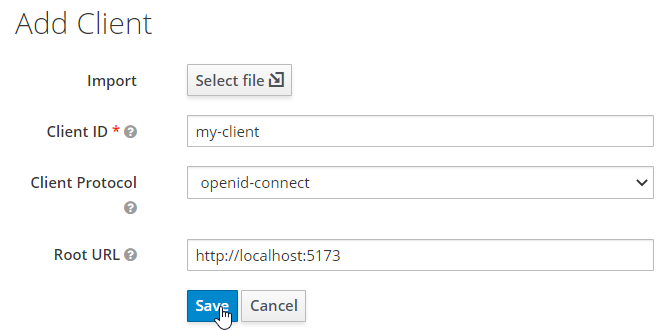 Add Client
Import Select file
Client ID * my-client
Client Protocol openid-connect
Root URL http://localhost:5173
Save Cancel